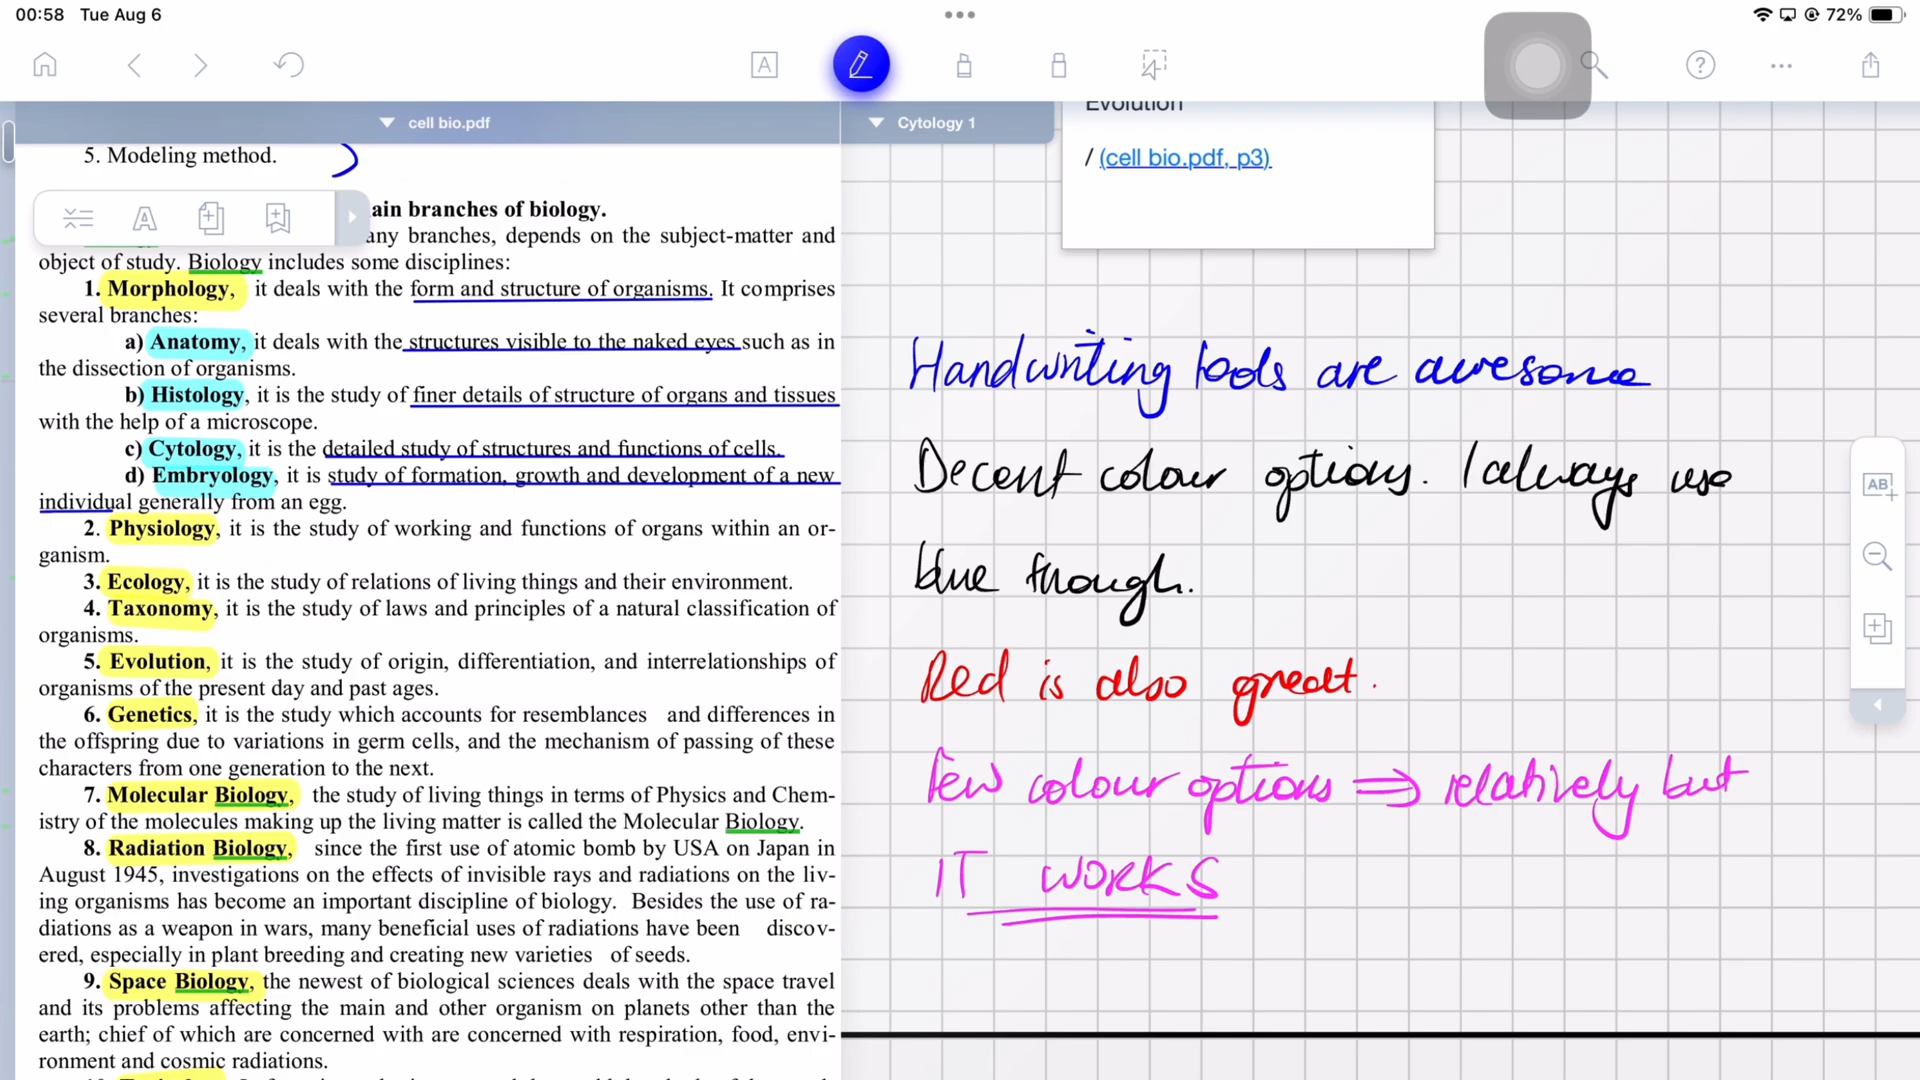 00:58 Tue Aug 6
72%
A
?
cell bio.pdf
Cytology 1
Evolution
/ (cell bio.pdf, p3)
5. Modeling method.
A
ain branches of biology.
any branches, depends on the subject-matter and
object of study. Biology includes some disciplines:
1. Morphology, it deals with the form and structure of organisms. It comprises
several branches:
a) Anatomy, it deals with the structures visible to the naked eyes such as in
the dissection of organisms.
b) Histology, it is the study of finer details of structure of organs and tissues
with the help of a microscope.
c) Cytology, it is the detailed study of structures and functions of cells.
d) Embryology, it is study of formation, growth and development of a new
individual generally from an egg.
2. Physiology, it is the study of working and functions of organs within an or-
ganism.
3. Ecology, it is the study of relations of living things and their environment.
4. Taxonomy, it is the study of laws and principles of a natural classification of
organisms.
5. Evolution, it is the study of origin, differentiation, and interrelationships of
organisms of the present day and past ages.
6. Genetics, it is the study which accounts for resemblances and differences in
the offspring due to variations in germ cells, and the mechanism of passing of these
characters from one generation to the next.
7. Molecular Biology, the study of living things in terms of Physics and Chem-
istry of the molecules making up the living matter is called the Molecular Biology.
8. Radiation Biology, since the first use of atomic bomb by USA on Japan in
August 1945, investigations on the effects of invisible rays and radiations on the liv-
ing organisms has become an important discipline of biology. Besides the use of ra-
diations as a weapon in wars, many beneficial uses of radiations have been discov-
ered, especially in plant breeding and creating new varieties of seeds.
9. Space Biology, the newest of biological sciences deals with the space travel
and its problems affecting the main and other organism on planets other than the
earth; chief of which are concerned with are concerned with respiration, food, envi-
ronment and cosmic radiations.
Handwriting tools are awesome
Decent colour options. I always use
blue though.
Red is also great.
Few colour options ⇒ relatively but
IT WORKS
AB